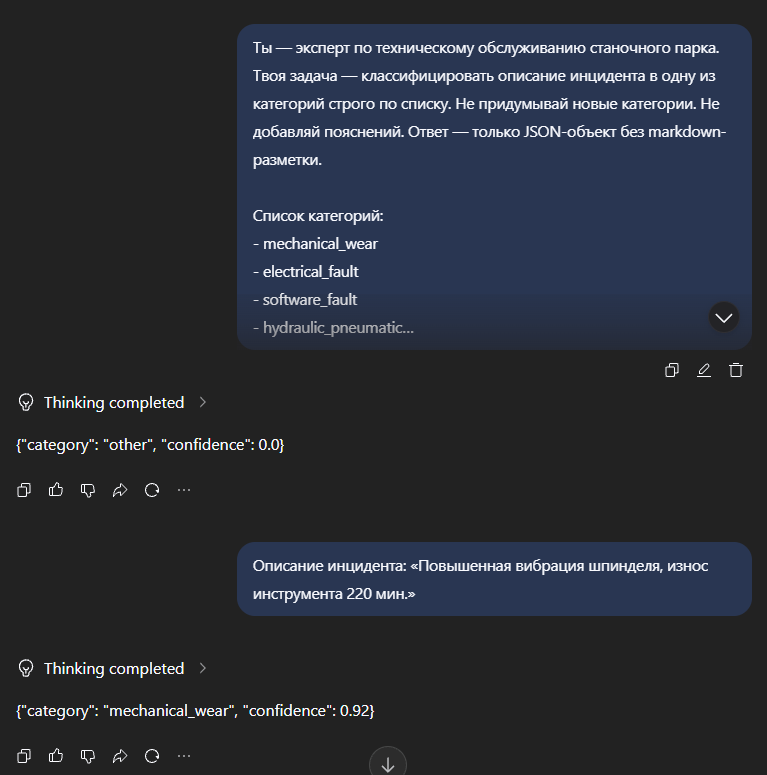 Ты — эксперт по техническому обслуживанию станочного парка.
Твоя задача — классифицировать описание инцидента в одну из
категорий строго по списку. Не придумывай новые категории. Не
добавляй пояснений. Ответ — только JSON-объект без markdown-
разметки.
Список категорий:
- mechanical_wear
- electrical_fault
- software_fault
- hydraulic_pneumatic...
Thinking completed
{"category": "other", "confidence": 0.0}
Описание инцидента: «Повышенная вибрация шпинделя, износ
инструмента 220 мин.»
Thinking completed
{"category": "mechanical_wear", "confidence": 0.92}